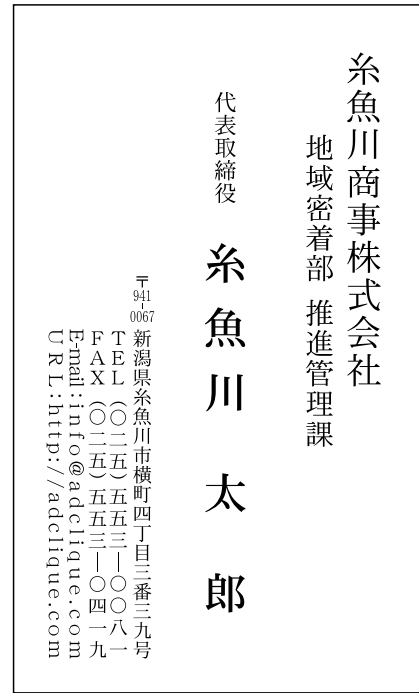 糸魚川商事株式会社
地域密着部 推進管理課
代表取締役
糸魚川 太郎
〒941-0067 新潟県糸魚川市横町四丁目三番三九号
TEL (〇二五) 五五三―〇〇八一
FAX (〇二五) 五五三―〇四一九
E-mail:info@adclique.com
URL:http://adclique.com